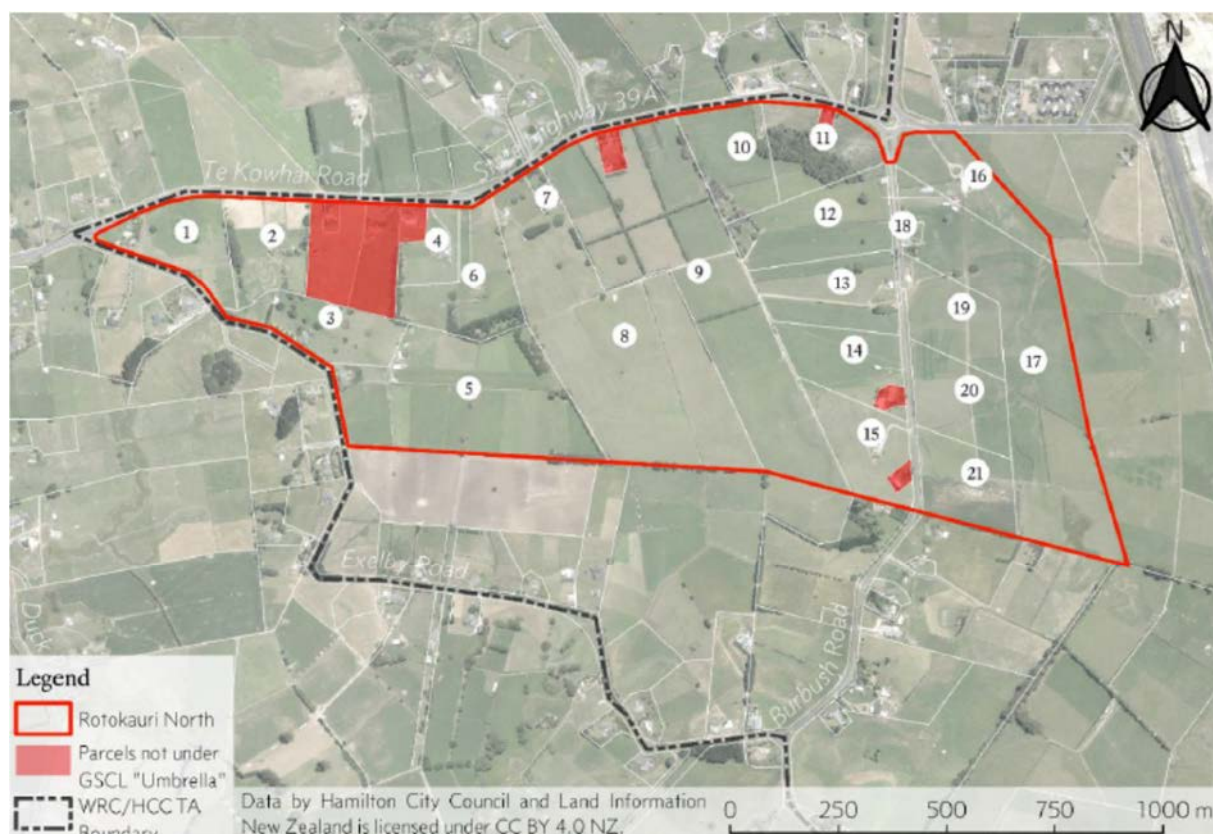 N
Highway 39A
Te Kowhai Road
1
2
3
4
5
6
7
8
9
10
11
12
13
14
15
16
17
18
19
20
21
Exelby Road
Burbush Road
Duck
Legend
Rotokauri North
Parcels not under
GSCL "Umbrella"
WRC/HCC TA
Boundary
Data by Hamilton City Council and Land Information
New Zealand is licensed under CC BY 4.0 NZ.
0 250 500 750 1000 m